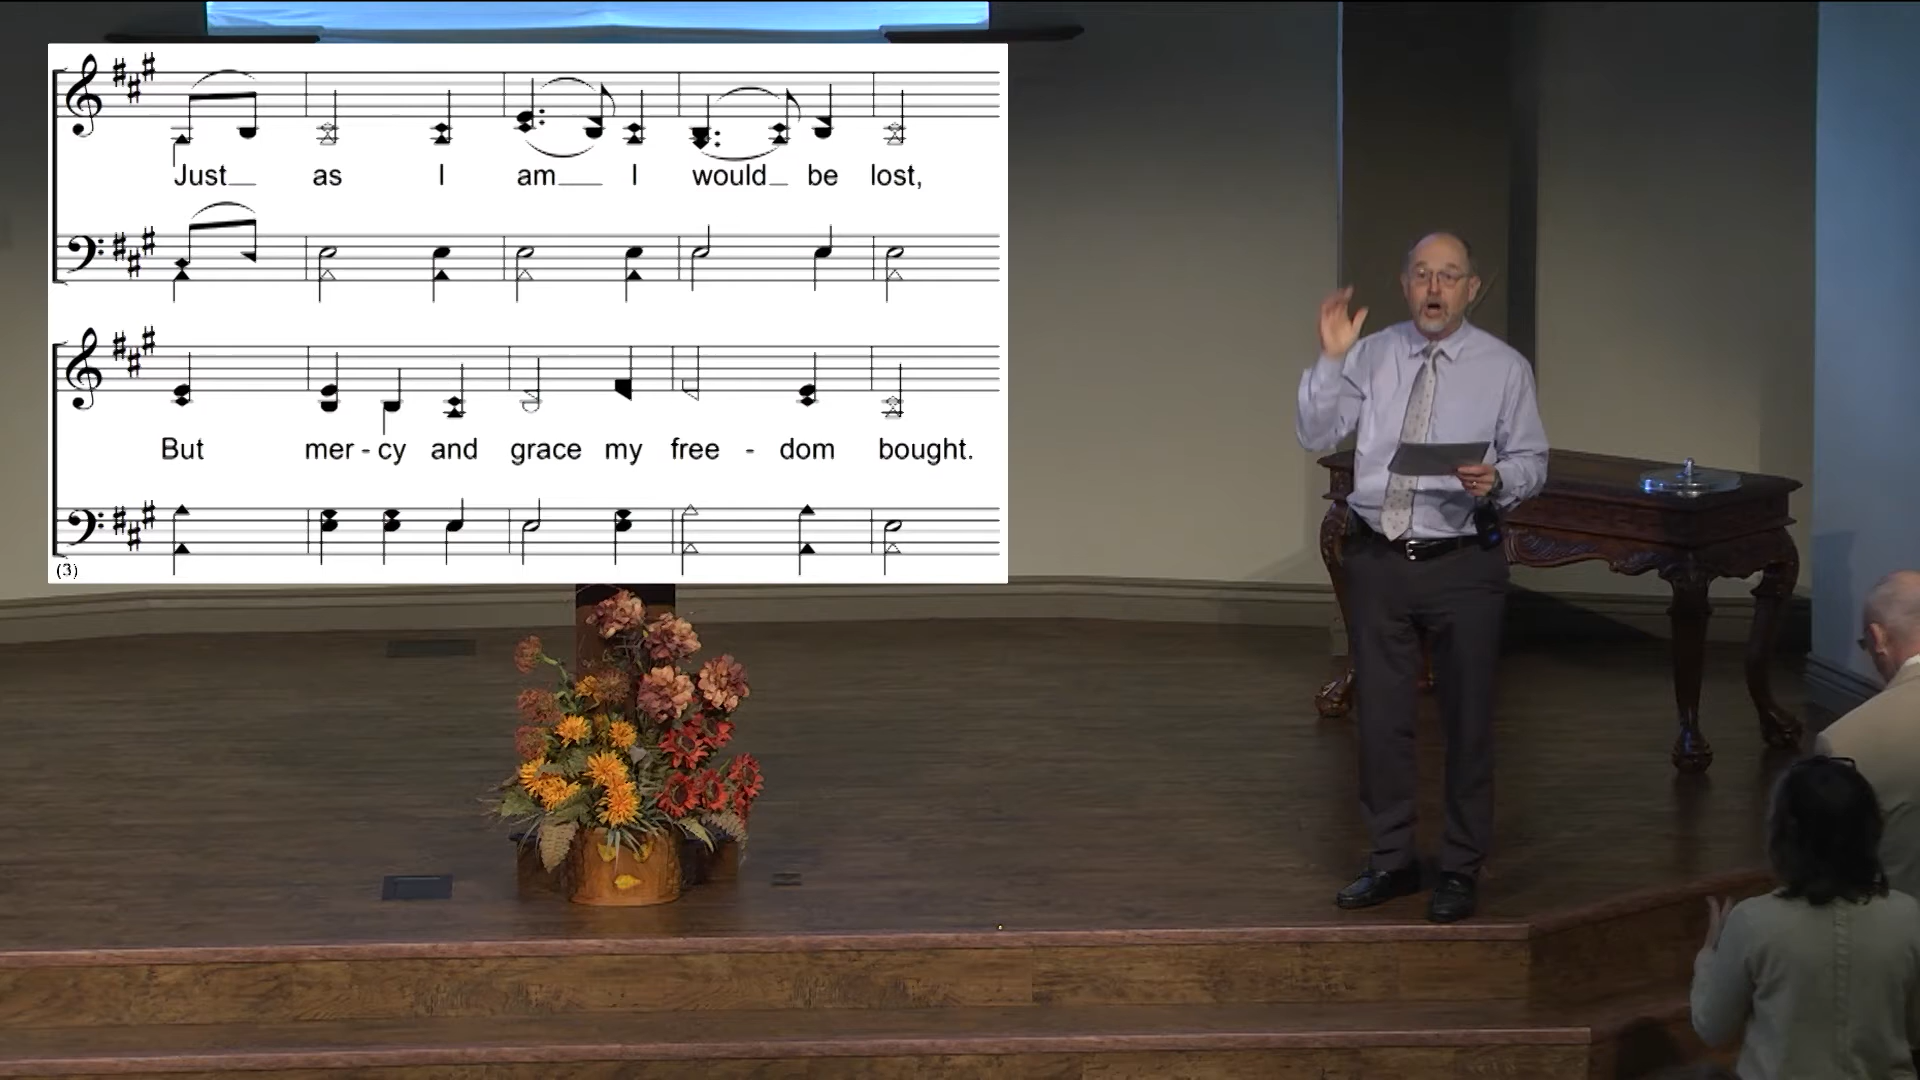 Just as I am I would be lost,
But mer - cy and grace my free - dom bought.
(3)